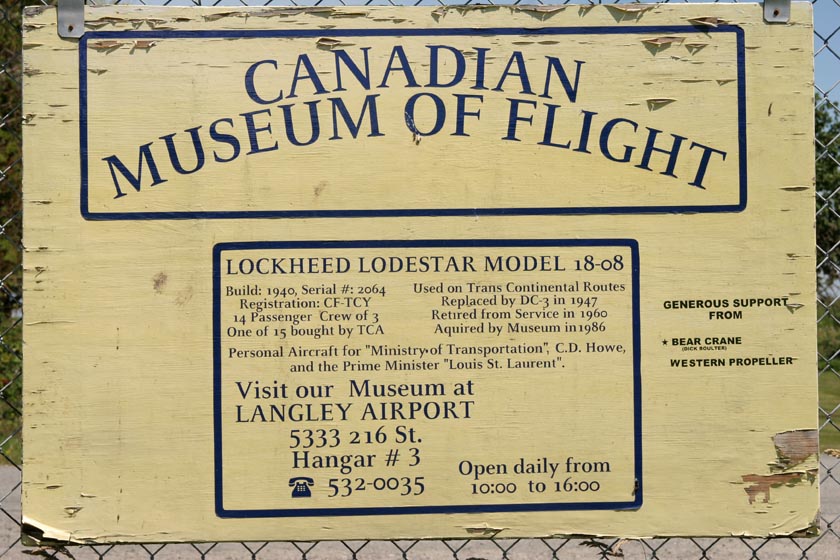 CANADIAN
MUSEUM OF FLIGHT
LOCKHEED LODESTAR MODEL 18-08
Build: 1940, Serial #: 2064
Registration: CF-TCY
14 Passenger Crew of 3
One of 15 bought by TCA
Used on Trans Continental Routes
Replaced by DC-3 in 1947
Retired from Service in 1960
Aquired by Museum in1986
Personal Aircraft for "Ministry of Transportation", C.D. Howe,
and the Prime Minister "Louis St. Laurent".
Visit our Museum at
LANGLEY AIRPORT
5333 216 St.
Hangar # 3
☎ 532-0035
Open daily from
10:00 to 16:00
GENEROUS SUPPORT
FROM
★ BEAR CRANE
(DICK BOULTER)
WESTERN PROPELLER